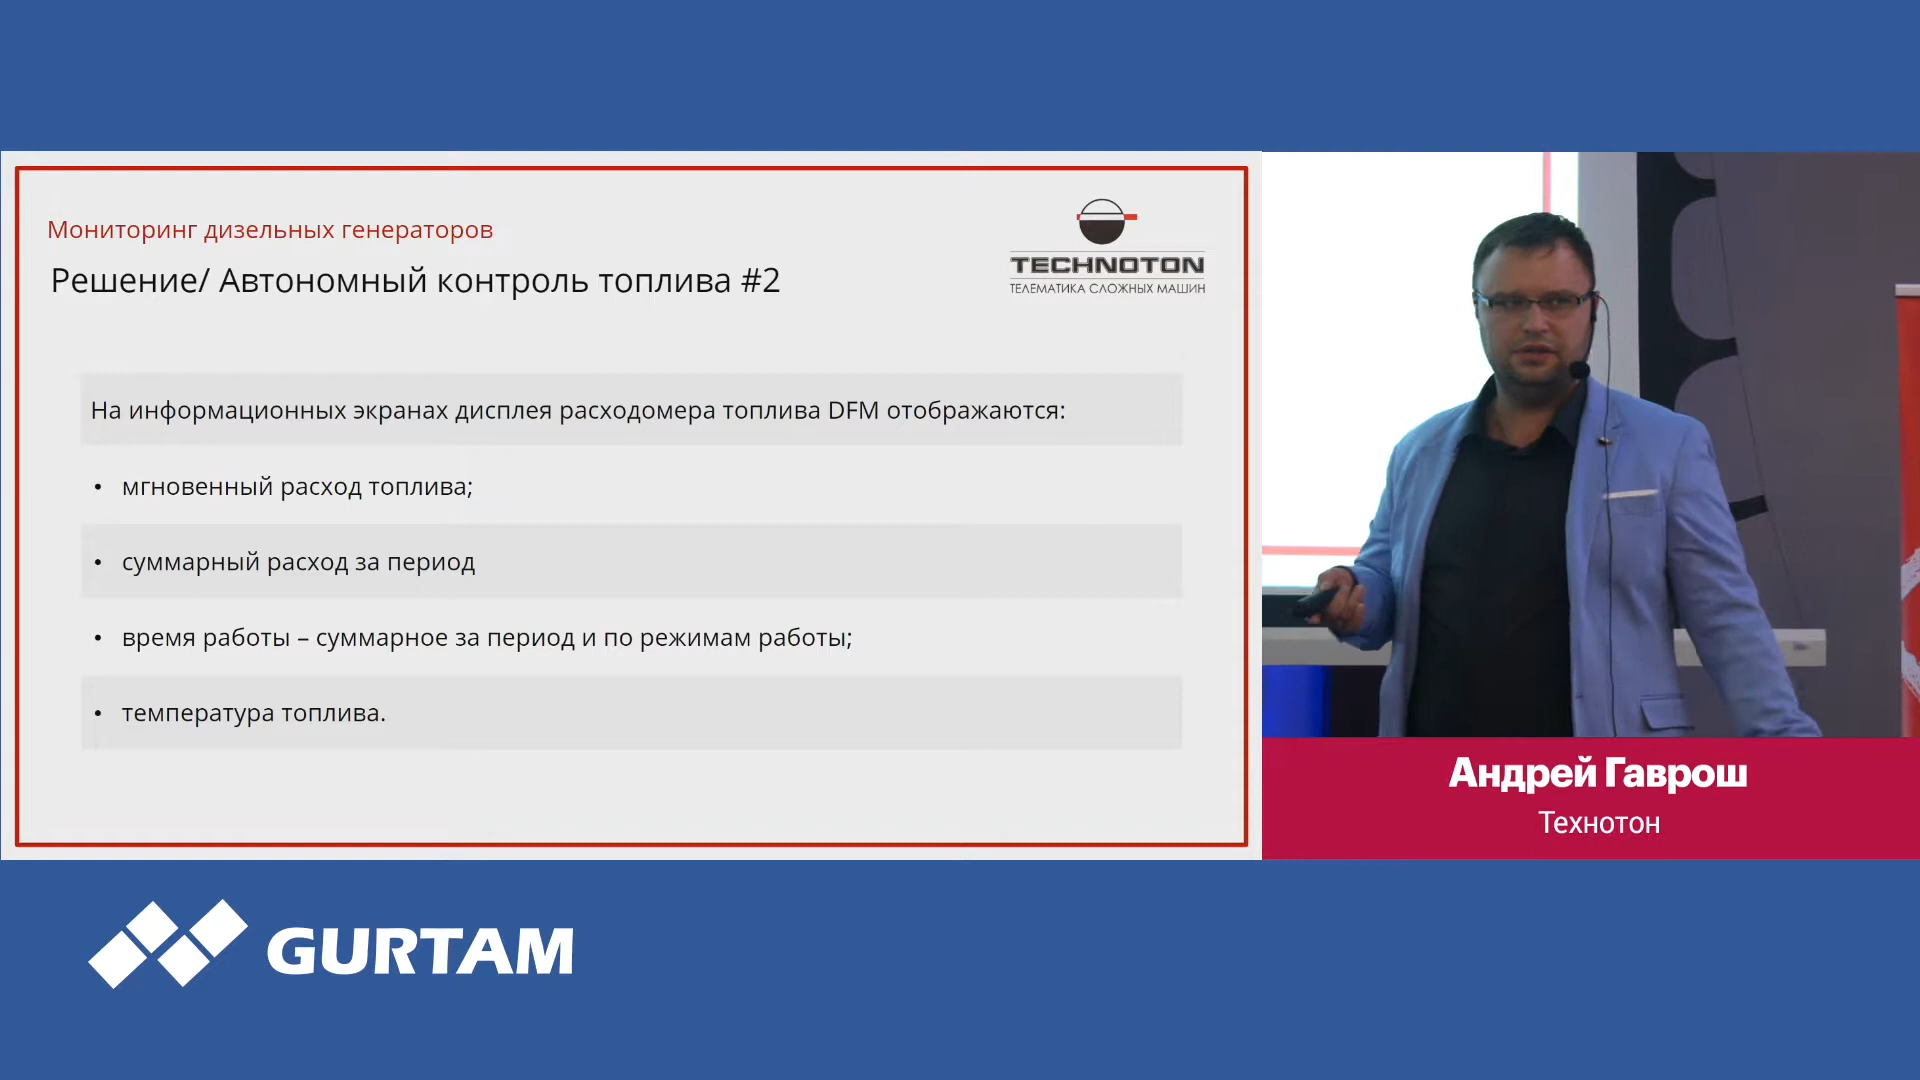 Мониторинг дизельных генераторов
Решение/ Автономный контроль топлива #2
TECHNOTON
ТЕЛЕМАТИКА СЛОЖНЫХ МАШИН
На информационных экранах дисплея расходомера топлива DFM отображаются:
• мгновенный расход топлива;
• суммарный расход за период
• время работы – суммарное за период и по режимам работы;
• температура топлива.
Андрей Гаврош
Технотон
GURTAM